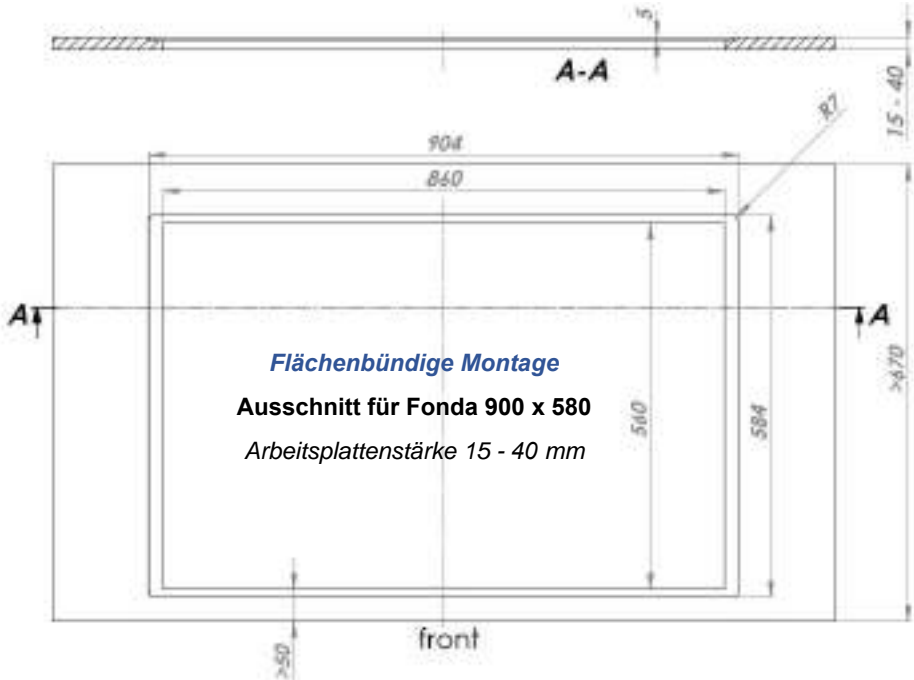 5
A-A
15 - 40
R7
904
860
A
A
Flächenbündige Montage
Ausschnitt für Fonda 900 x 580
Arbeitsplattenstärke 15 - 40 mm
560
584
>670
front
>50